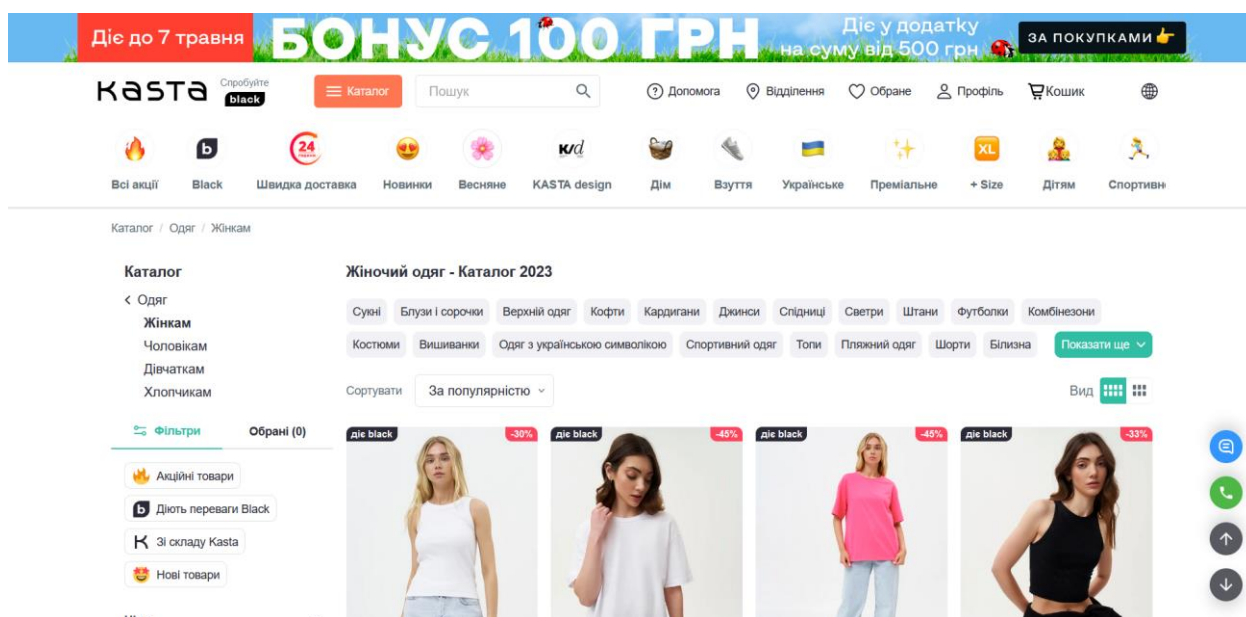 Діє до 7 травня БОНУС 100 ГРН Діє у додатку на суму від 500 грн ЗА ПОКУПКАМИ
Kasta Спробуйте black Каталог Пошук Допомога Відділення Обране Профіль Кошик
24 K/d XL
Всі акції Black Швидка доставка Новинки Весняне KASTA design Дім Взуття Українське Преміальне + Size Дітям Спортивн
Каталог / Одяг / Жінкам
Каталог
Одяг
Жінкам
Чоловікам
Дівчаткам
Хлопчикам
Фільтри Обрані (0)
Акційні товари
Діють переваги Black
Зі складу Kasta
Нові товари
Жіночий одяг - Каталог 2023
Сукні Блузи і сорочки Верхній одяг Кофти Кардигани Джинси Спідниці Светри Штани Футболки Комбінезони
Костюми Вишиванки Одяг з українською символікою Спортивний одяг Топи Пляжний одяг Шорти Білизна Показати ще
Сортувати За популярністю Вид
діє black -30% діє black -45% діє black -45% діє black -33%